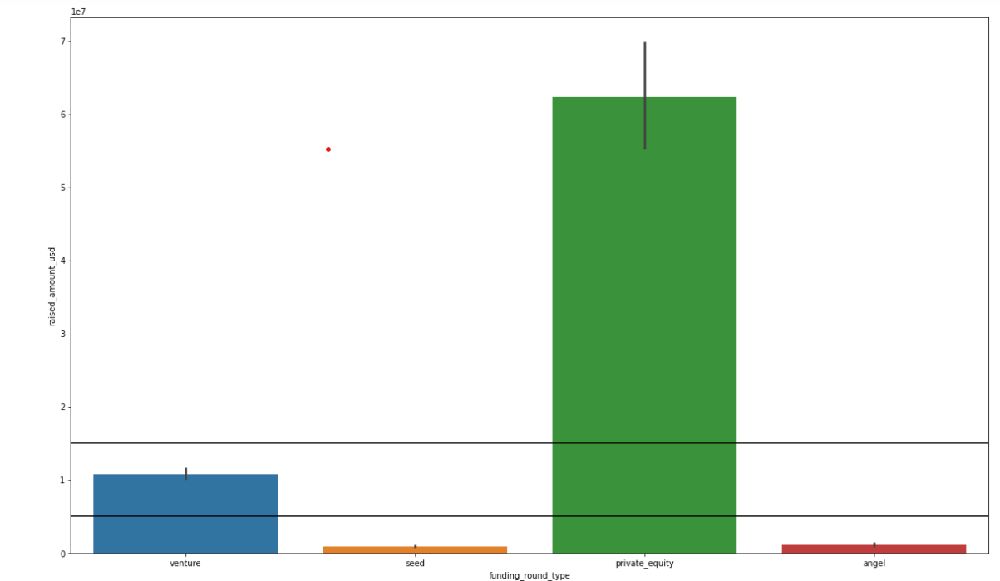 1e7
7
6
5
4
3
2
1
0
raised_amount_usd
venture seed private_equity angel
funding_round_type